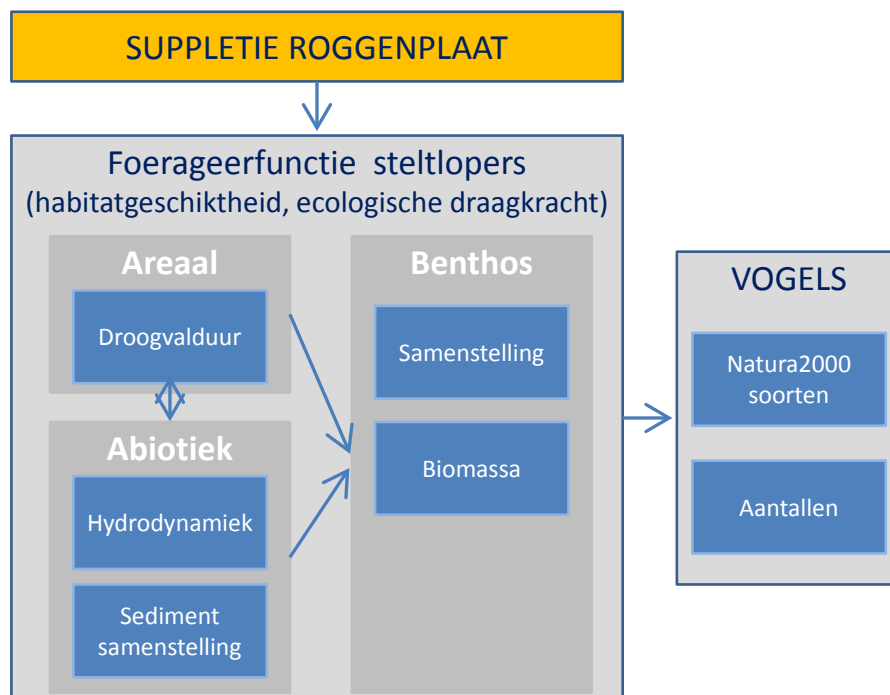 SUPPLETIE ROGGENPLAAT
Foerageerfunctie steltlopers
(habitatgeschiktheid, ecologische draagkracht)
Areaal
Droogvalduur
Abiotiek
Hydrodynamiek
Sediment
samenstelling
Benthos
Samenstelling
Biomassa
VOGELS
Natura2000
soorten
Aantallen